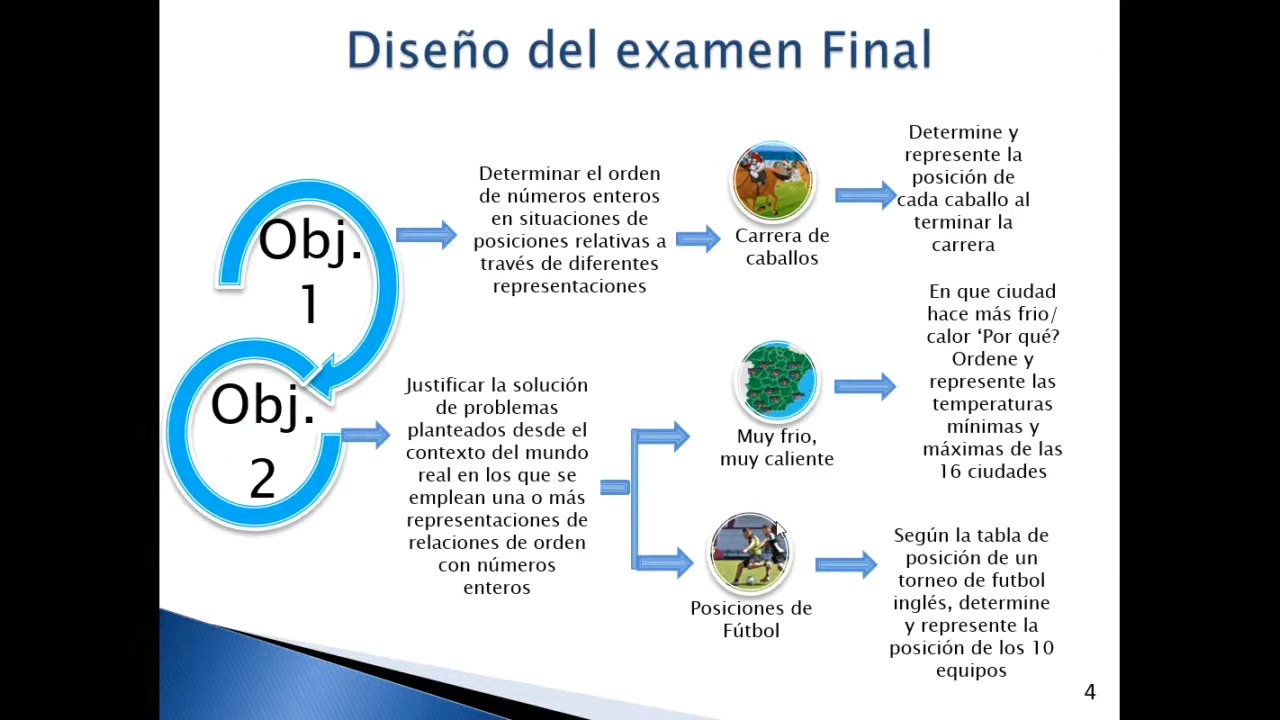 Diseño del examen Final
Obj.
1
Determinar el orden
de números enteros
en situaciones de
posiciones relativas a
través de diferentes
representaciones
Carrera de
caballos
Determine y
represente la
posición de
cada caballo al
terminar la
carrera
Obj.
2
Justificar la solución
de problemas
planteados desde el
contexto del mundo
real en los que se
emplean una o más
representaciones de
relaciones de orden
con números
enteros
Muy frio,
muy caliente
En que ciudad
hace más frio/
calor ‘Por qué?
Ordene y
represente las
temperaturas
mínimas y
máximas de las
16 ciudades
Posiciones de
Fútbol
Según la tabla de
posición de un
torneo de futbol
inglés, determine
y represente la
posición de los 10
equipos
4